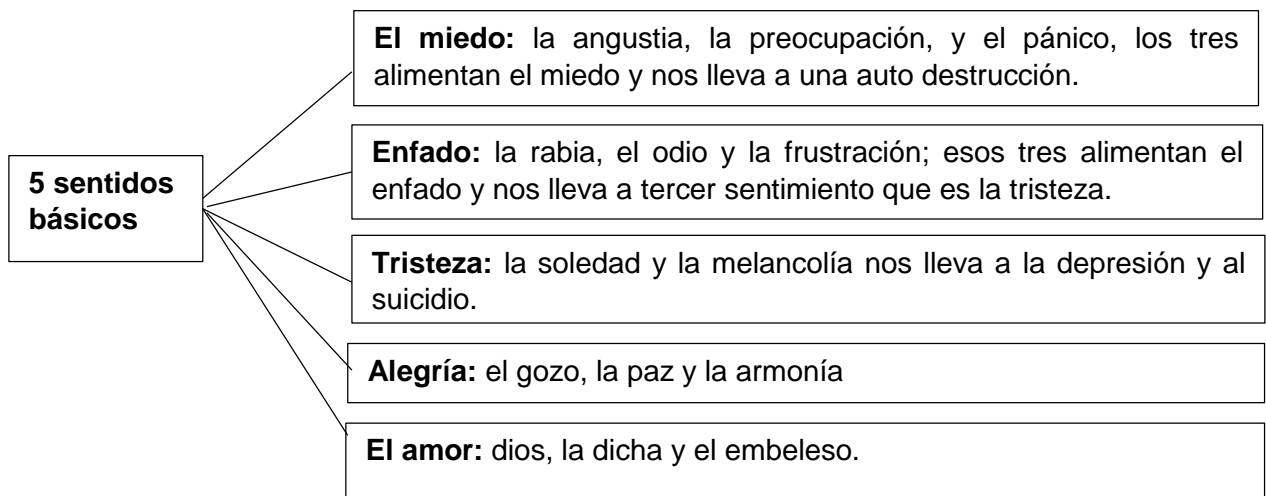 El miedo: la angustia, la preocupación, y el pánico, los tres
alimentan el miedo y nos lleva a una auto destrucción.
Enfado: la rabia, el odio y la frustración; esos tres alimentan el
enfado y nos lleva a tercer sentimiento que es la tristeza.
5 sentidos
básicos
Tristeza: la soledad y la melancolía nos lleva a la depresión y al
suicidio.
Alegría: el gozo, la paz y la armonía
El amor: dios, la dicha y el embeleso.